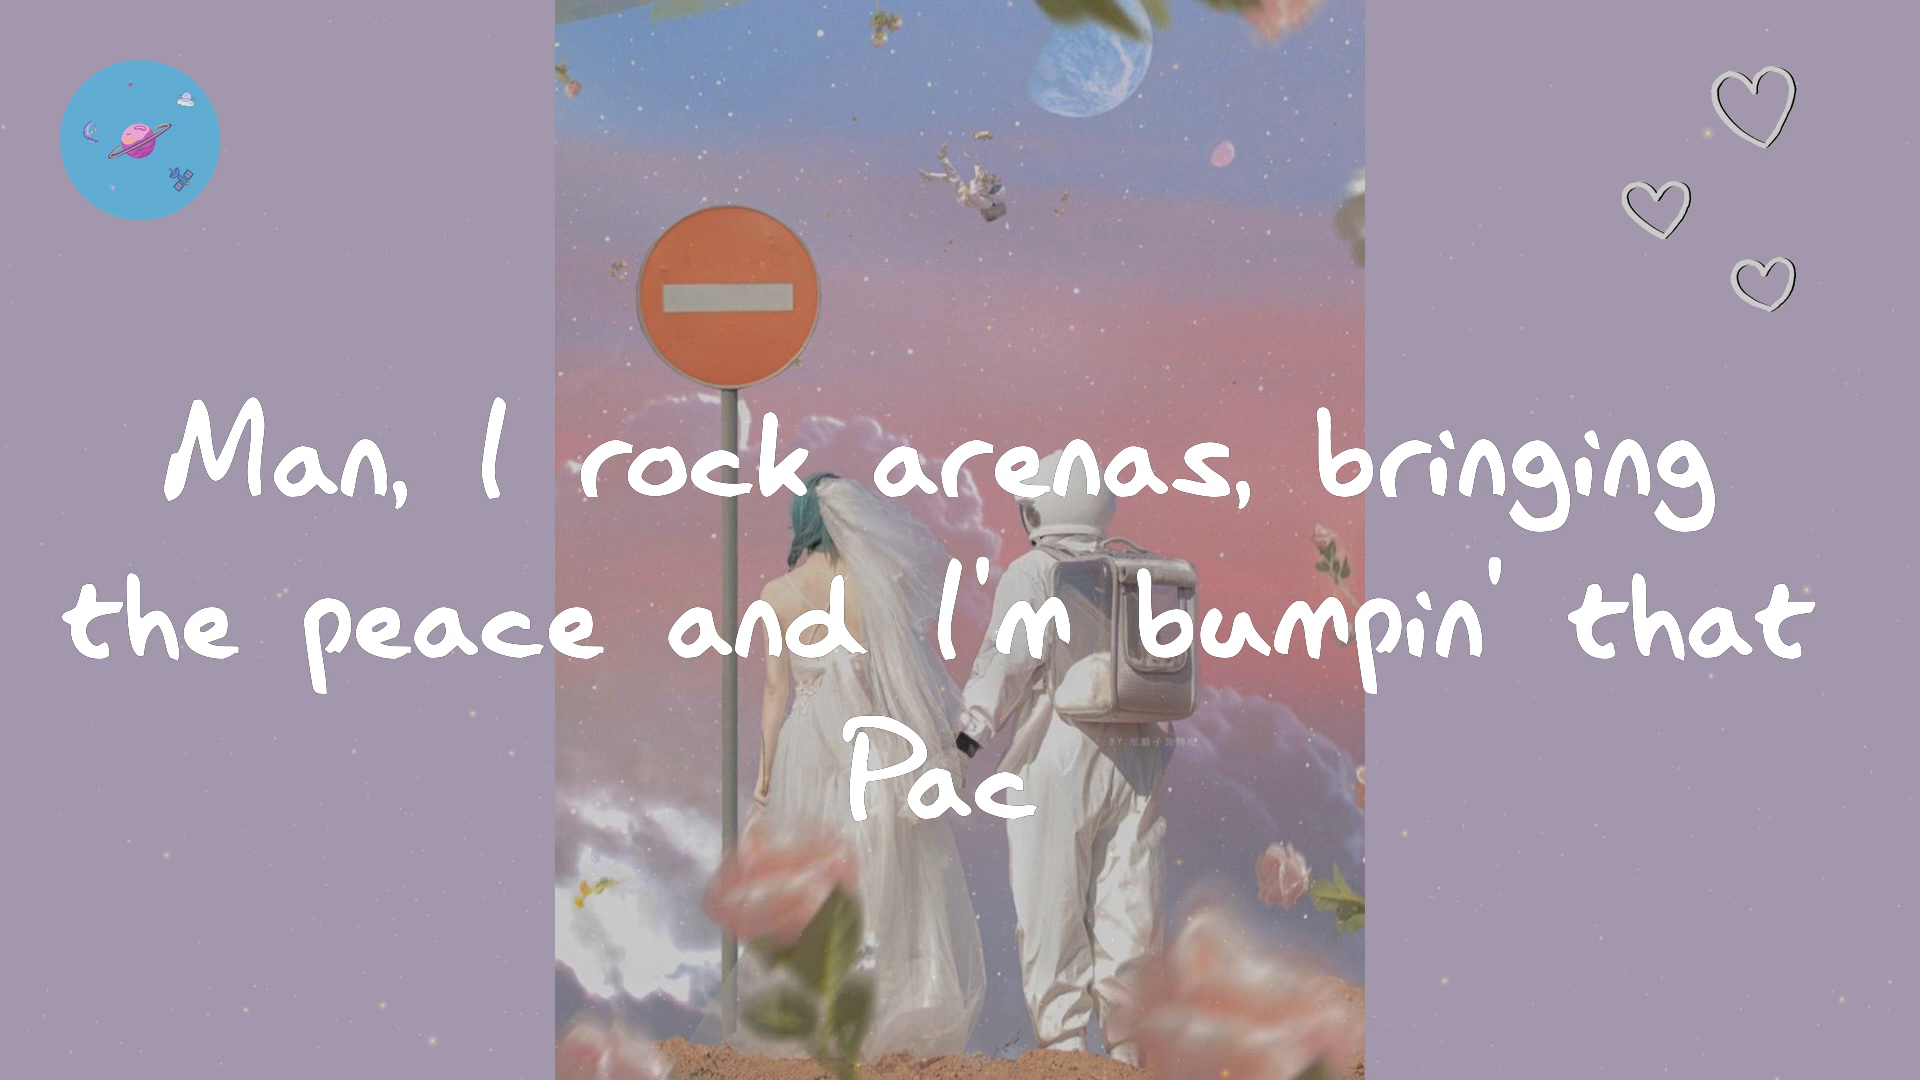 Man, I rock arenas, bringing
the peace and I'm bumpin' that
Pac